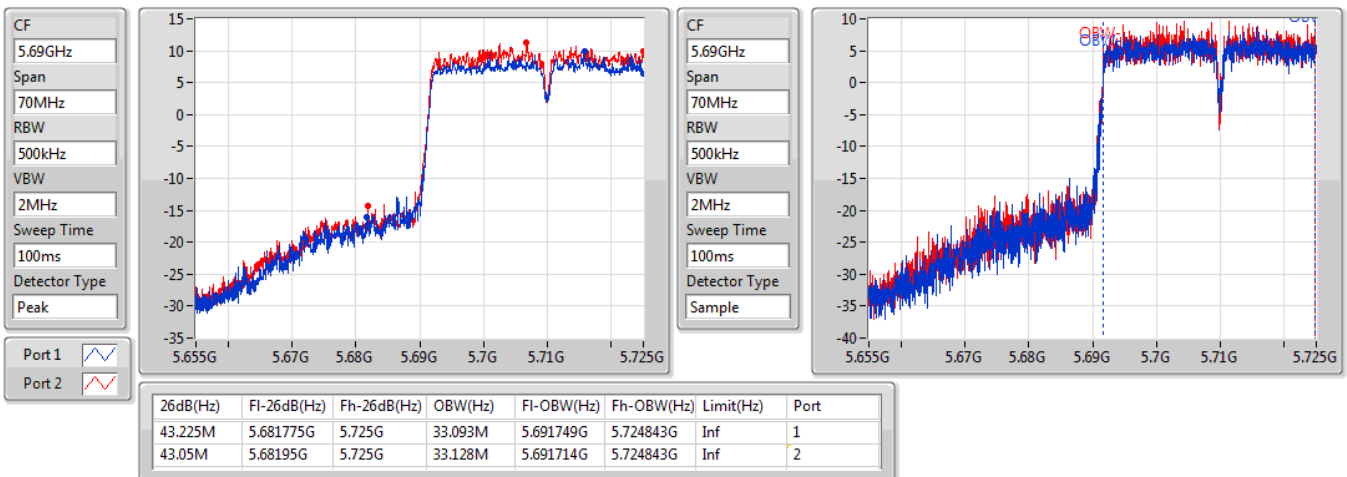 CF
5.69GHz
Span
70MHz
RBW
500kHz
VBW
2MHz
Sweep Time
100ms
Detector Type
Peak
Port 1
Port 2
15
10
5
0
-5
-10
-15
-20
-25
-30
-35
5.655G 5.67G 5.68G 5.69G 5.7G 5.71G 5.725G
CF
5.69GHz
Span
70MHz
RBW
500kHz
VBW
2MHz
Sweep Time
100ms
Detector Type
Sample
10
5
0
-5
-10
-15
-20
-25
-30
-35
-40
OBW-
OBW-
5.655G 5.67G 5.68G 5.69G 5.7G 5.71G 5.725G
26dB(Hz) Fl-26dB(Hz) Fh-26dB(Hz) OBW(Hz) Fl-OBW(Hz) Fh-OBW(Hz) Limit(Hz) Port
43.225M 5.681775G 5.725G 33.093M 5.691749G 5.724843G Inf 1
43.05M 5.68195G 5.725G 33.128M 5.691714G 5.724843G Inf 2